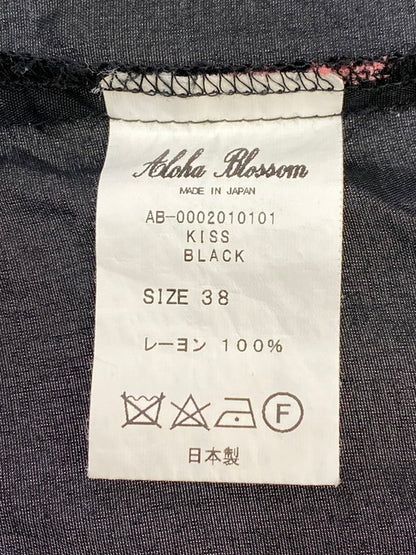 Aloha Blossom
MADE IN JAPAN
AB-0002010101
KISS
BLACK
SIZE 38
レーヨン 100%
F
日本製